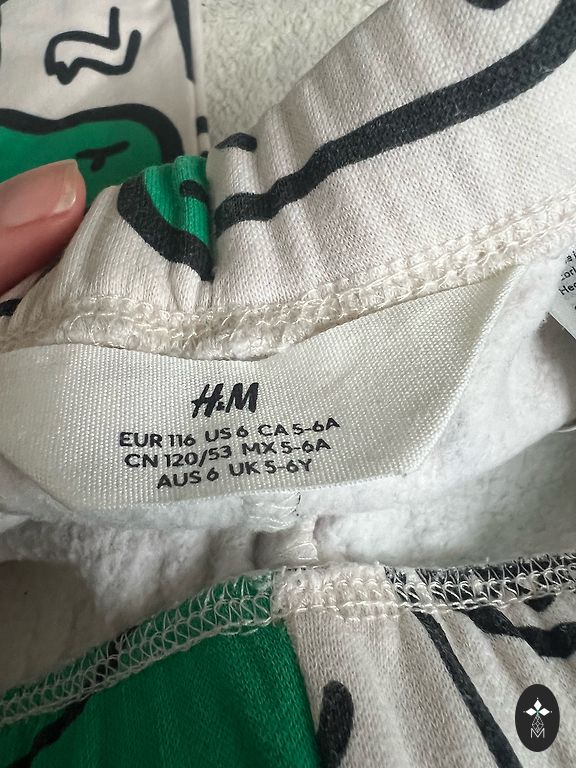 H&M
EUR 116 US 6 CA 5-6A
CN 120/53 MX 5-6A
AUS 6 UK 5-6Y